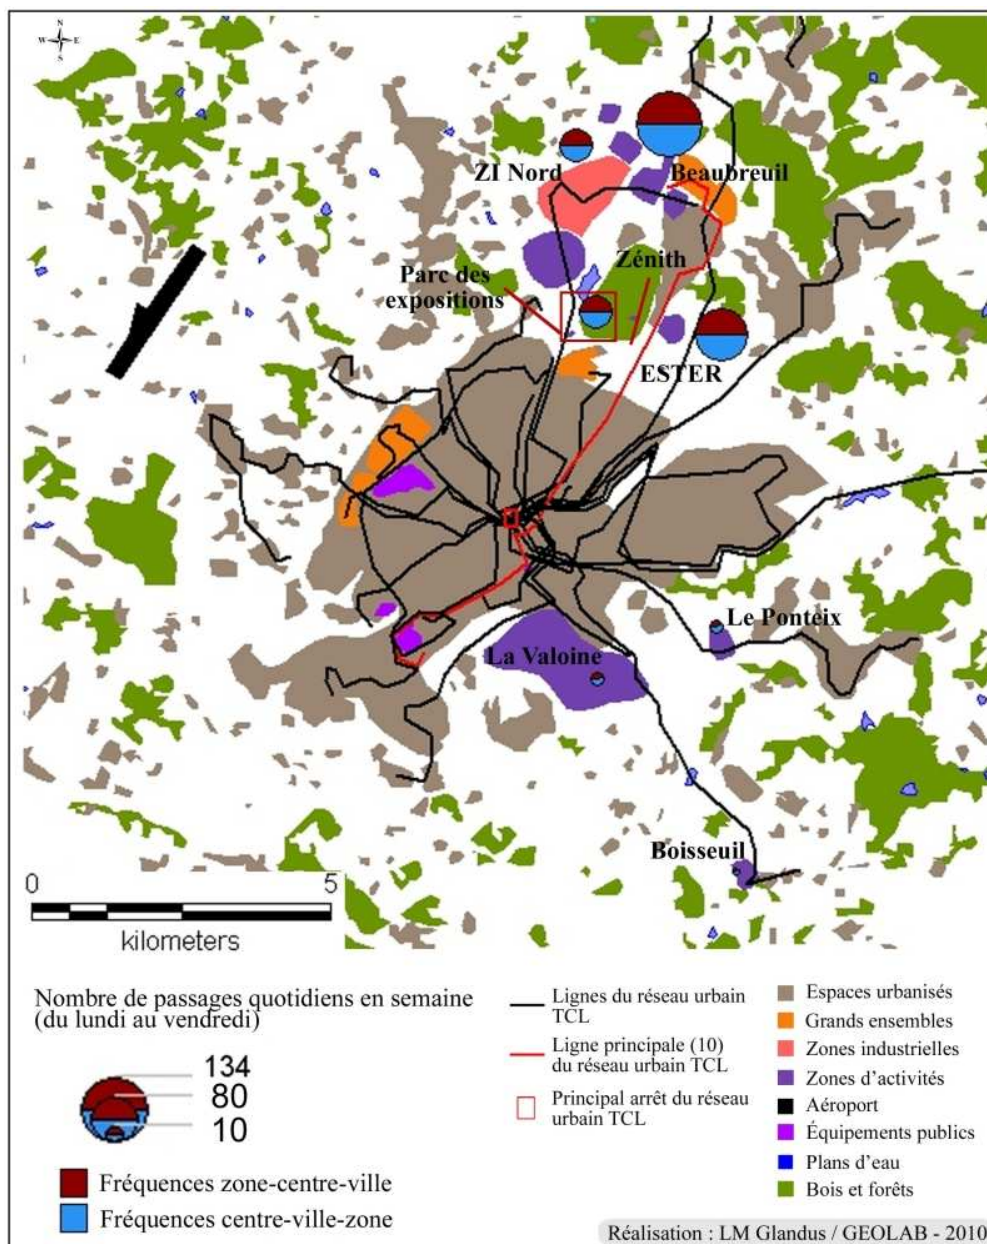 N
W E
S
ZI Nord
Beaubreuil
Parc des
expositions
Zénith
ESTER
Le Ponteix
La Valoine
Boisseuil
0 5
kilometers
Nombre de passages quotidiens en semaine
(du lundi au vendredi)
134
80
10
Fréquences zone-centre-ville
Fréquences centre-ville-zone
Lignes du réseau urbain
TCL
Ligne principale (10)
du réseau urbain TCL
Principal arrêt du réseau
urbain TCL
Espaces urbanisés
Grands ensembles
Zones industrielles
Zones d'activités
Aéroport
Équipements publics
Plans d'eau
Bois et forêts
Réalisation : LM Glandus / GEOLAB - 2010